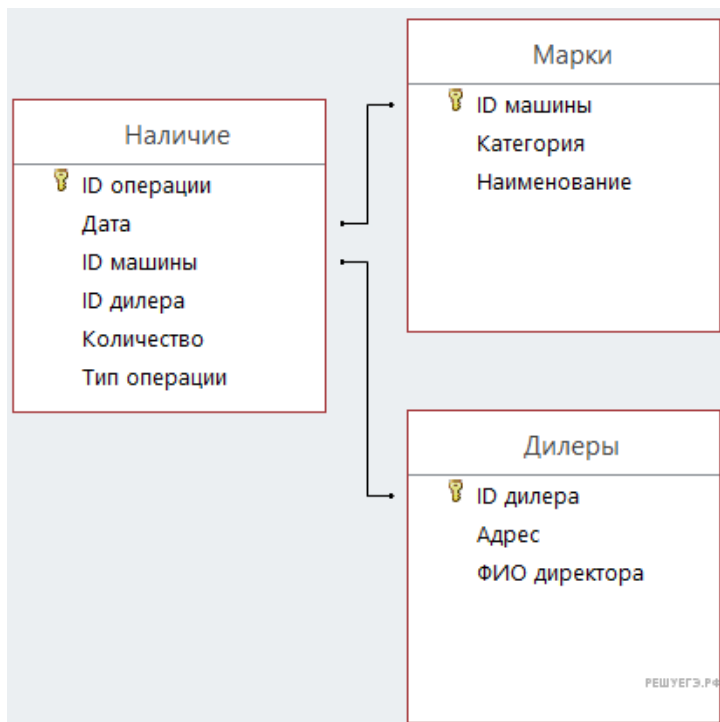 Наличие
ID операции
Дата
ID машины
ID дилера
Количество
Тип операции
Марки
ID машины
Категория
Наименование
Дилеры
ID дилера
Адрес
ФИО директора
РЕШУЕГЭ.РФ